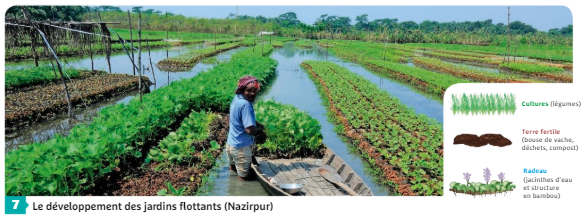 Cultures (légumes)
Terre fertile
(bouse de vache,
déchets, compost)
Radeau
(jacinthes d'eau
et structure
en bambou)
7 Le développement des jardins flottants (Nazirpur)